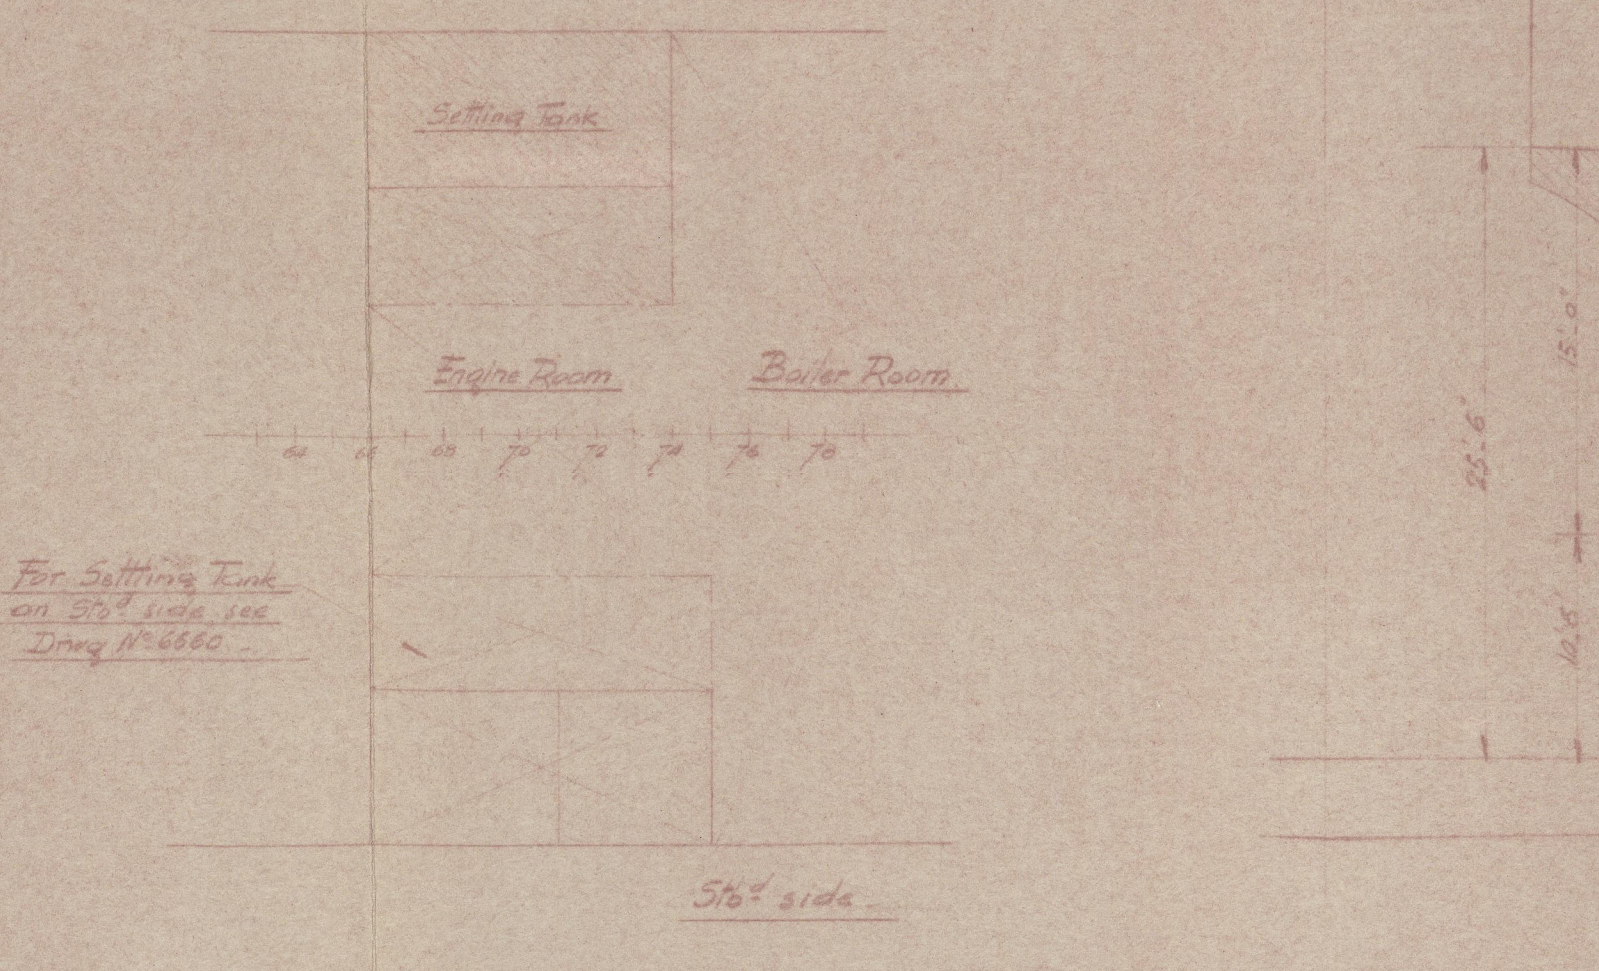 Settling Tank
Engine Room
Boiler Room.
64 66 68 70 72 74 76 78
For Settling Tank
on Stbd side see
Drwg No 6660.
Stbd side.
25'-6"
15'-0"
10'-6"